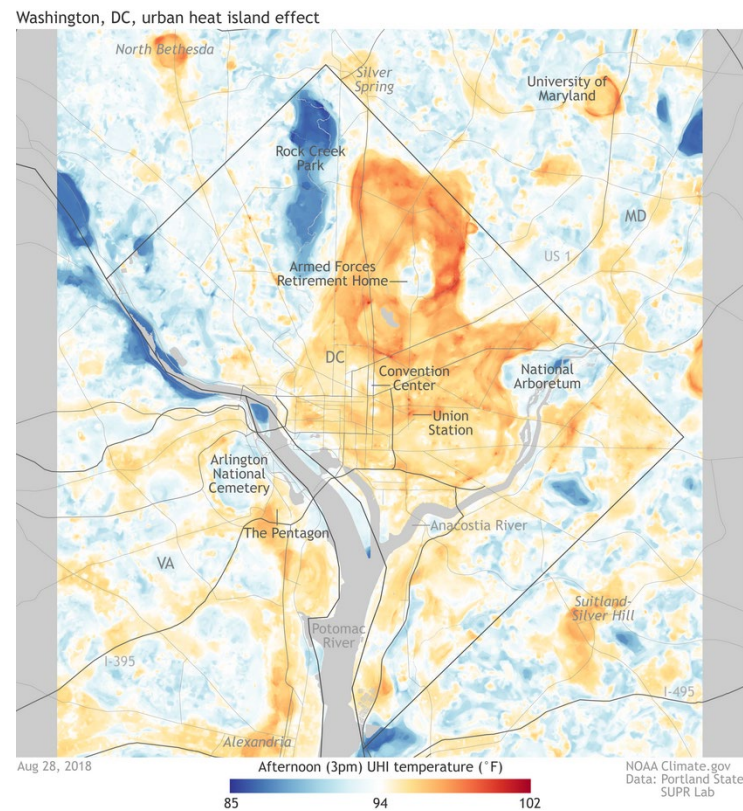 Washington, DC, urban heat island effect
North Bethesda
Silver
Spring
University of
Maryland
Rock Creek
Park
MD
US 1
Armed Forces
Retirement Home
DC
Convention
Center
National
Arboretum
Union
Station
Arlington
National
Cemetery
The Pentagon
Anacostia River
VA
Suitland-
Silver Hill
Potomac
River
I-395
I-495
Alexandria
Aug 28, 2018
Afternoon (3pm) UHI temperature (°F)
NOAA Climate.gov
Data: Portland State
SUPR Lab
85
94
102